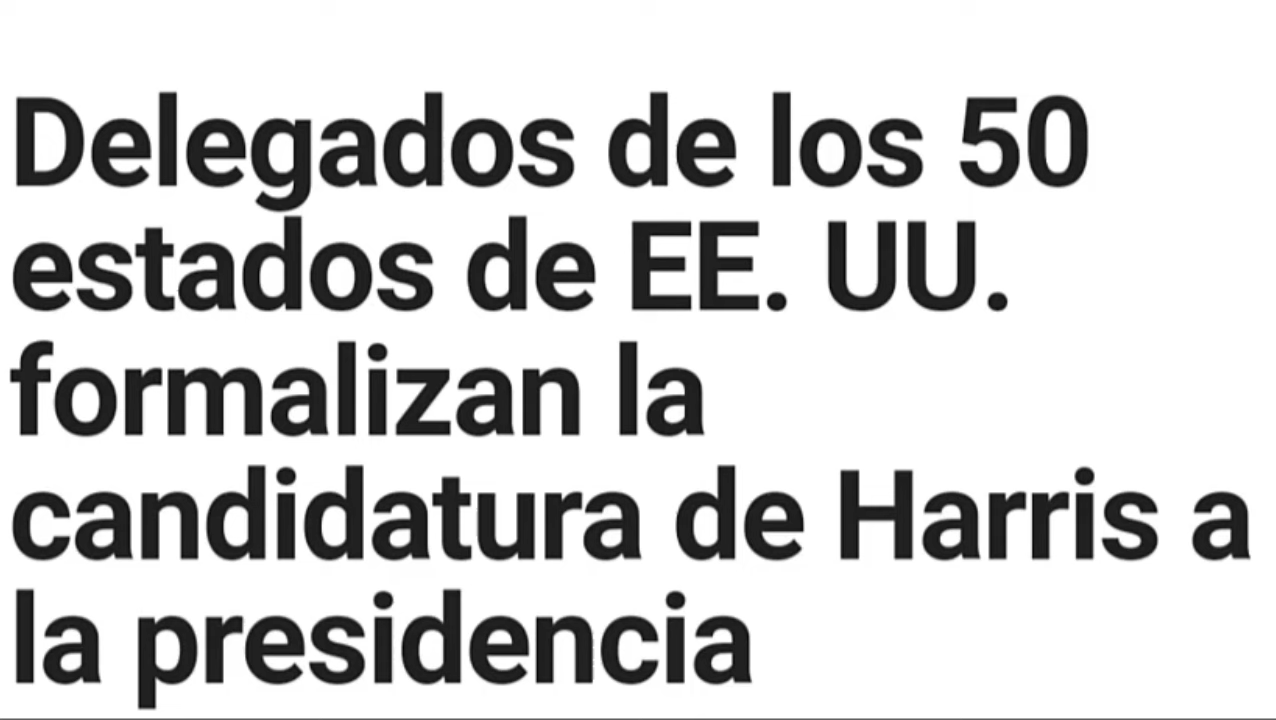 Delegados de los 50
estados de EE. UU.
formalizan la
candidatura de Harris a
la presidencia